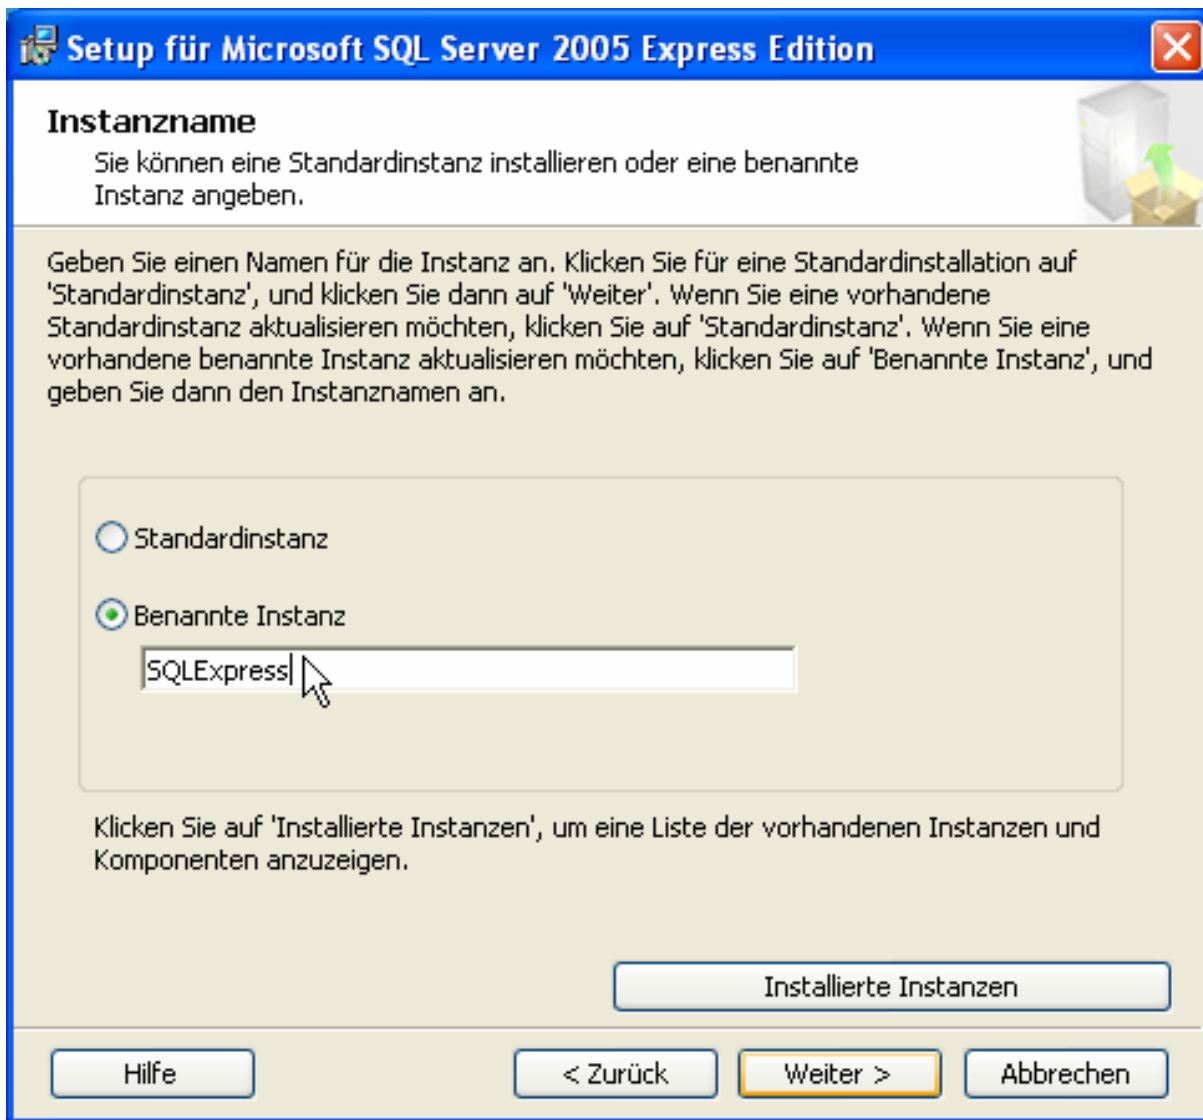 Setup für Microsoft SQL Server 2005 Express Edition
Instanzname
Sie können eine Standardinstanz installieren oder eine benannte
Instanz angeben.
Geben Sie einen Namen für die Instanz an. Klicken Sie für eine Standardinstallation auf
'Standardinstanz', und klicken Sie dann auf 'Weiter'. Wenn Sie eine vorhandene
Standardinstanz aktualisieren möchten, klicken Sie auf 'Standardinstanz'. Wenn Sie eine
vorhandene benannte Instanz aktualisieren möchten, klicken Sie auf 'Benannte Instanz', und
geben Sie dann den Instanznamen an.
Standardinstanz
Benannte Instanz
SQLExpress
Klicken Sie auf 'Installierte Instanzen', um eine Liste der vorhandenen Instanzen und
Komponenten anzuzeigen.
Installierte Instanzen
Hilfe < Zurück Weiter > Abbrechen